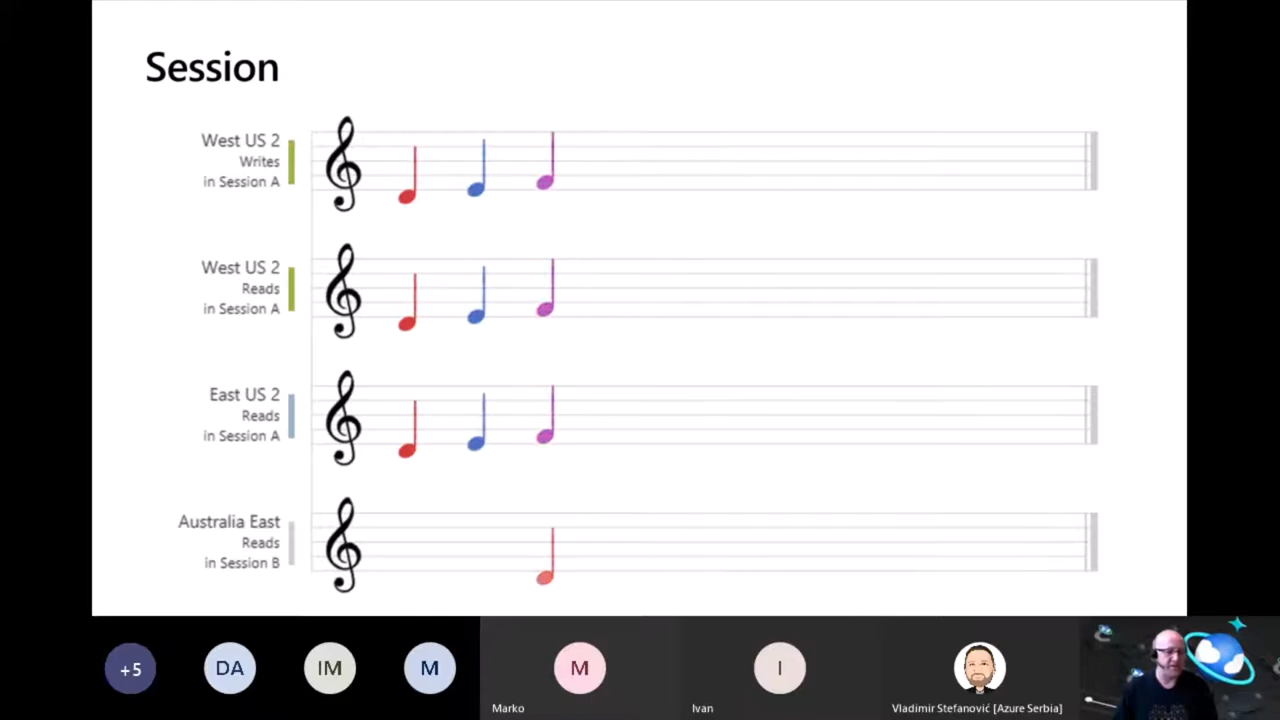 Session
West US 2
Writes
in Session A
West US 2
Reads
in Session A
East US 2
Reads
in Session A
Australia East
Reads
in Session B
+5
DA
IM
M
M
I
Marko
Ivan
Vladimir Stefanović [Azure Serbia]